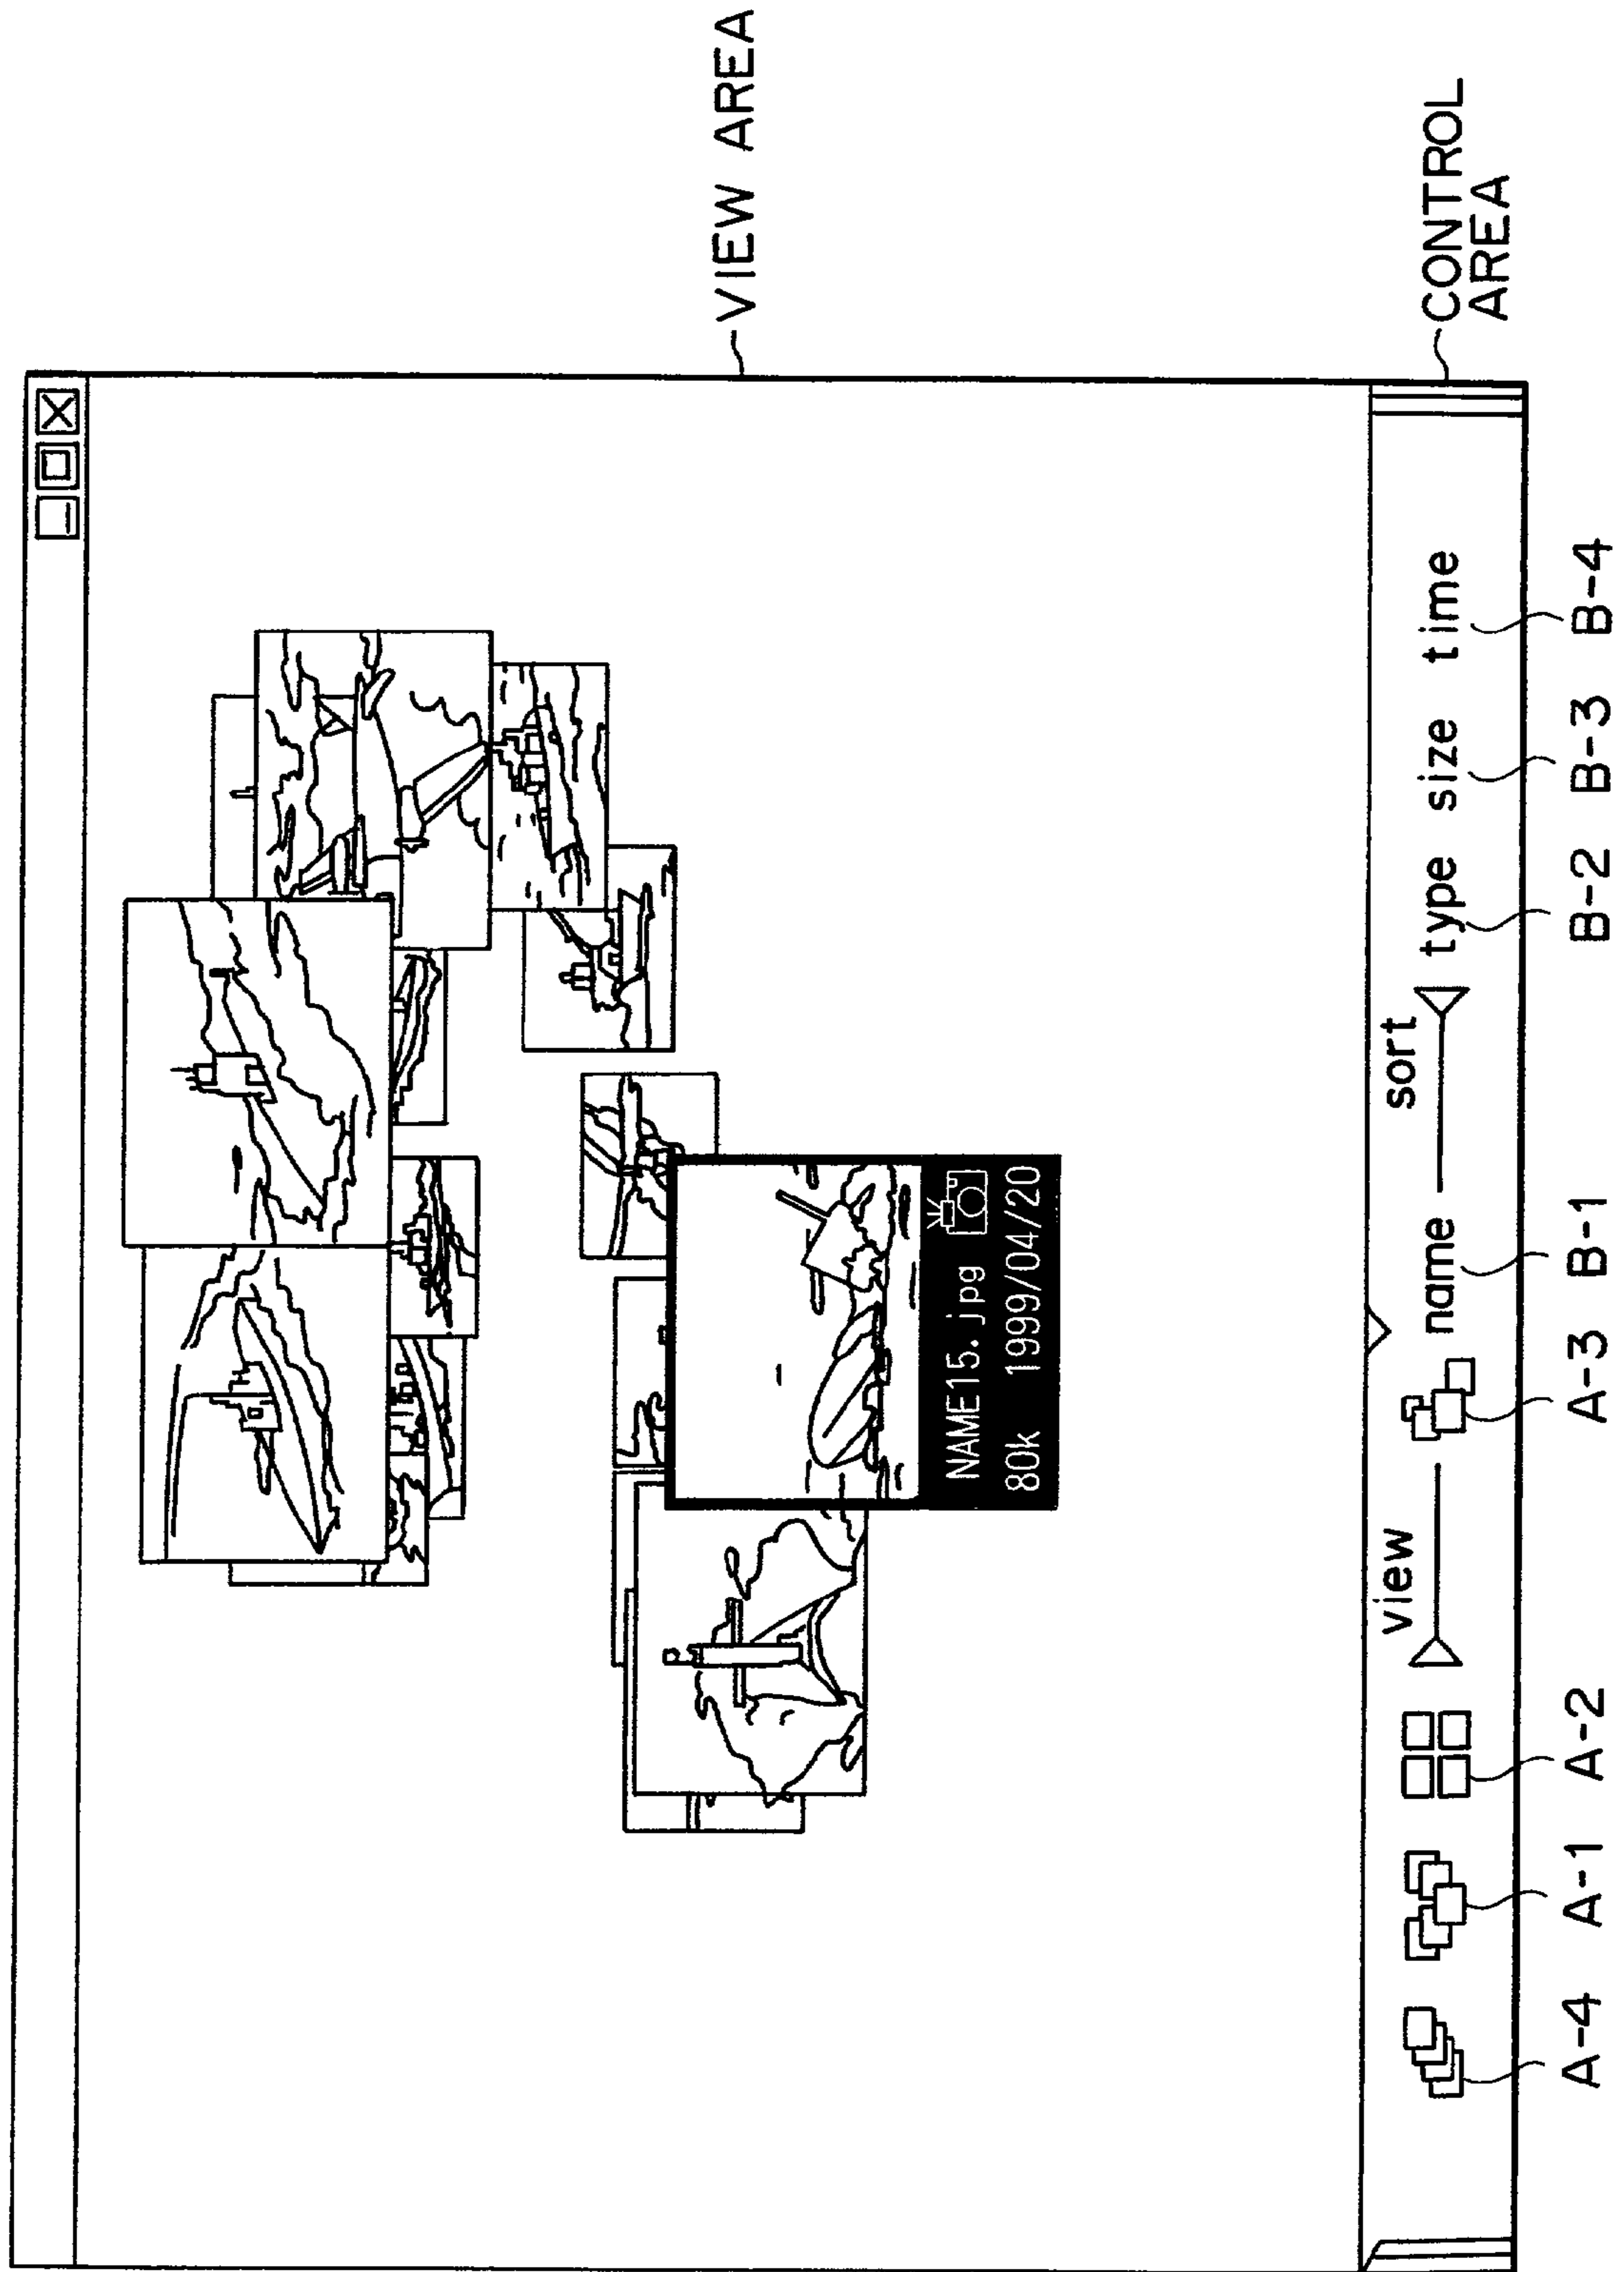 VIEW AREA
NAME15.jpg
80k 1999/04/20
view sort
name type size time
CONTROL
AREA
A-4 A-1 A-2 A-3 B-1 B-2 B-3 B-4